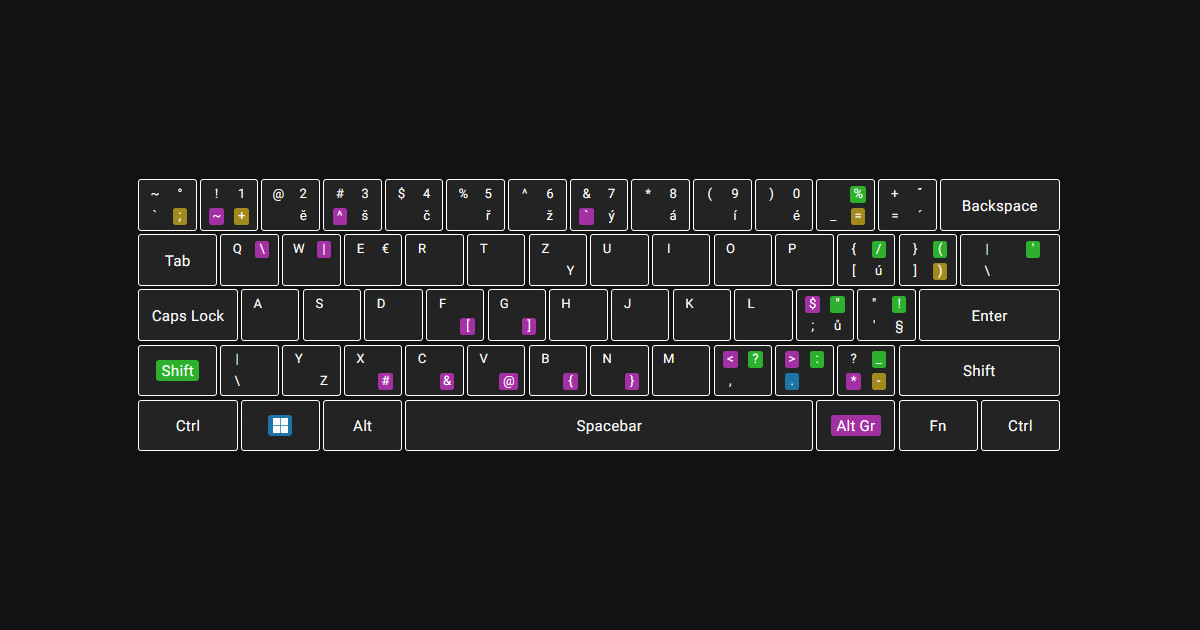 ~ ° ! 1 @ 2 # 3 $ 4 % 5 ^ 6 & 7 * 8 ( 9 ) 0 % + ˇ Backspace
` ; ~ + ě ^ š č ř ž ` ý á í é _ = = ´
Tab Q \ W | E € R T Z U I O P { / } ( | '
Y [ ú ] ) \
Caps Lock A S D F G H J K L $ " " ! Enter
[ ] ; ů ' §
Shift | Y X C V B N M < ? > : ? _ Shift
\ Z # & @ { } , . * -
Ctrl Alt Spacebar Alt Gr Fn Ctrl